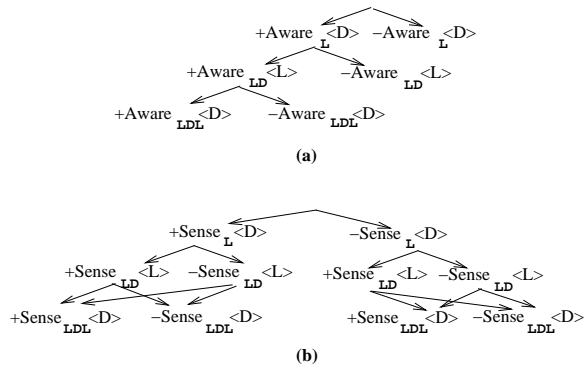 +Aware L <D> −Aware L <D>
+Aware LD <L> −Aware LD <L>
+Aware LDL <D> −Aware LDL <D>
(a)
+Sense L <D> −Sense L <D>
+Sense LD <L> −Sense LD <L> +Sense LD <L> −Sense LD <L>
+Sense LDL <D> −Sense LDL <D> +Sense LDL <D> −Sense LDL <D>
(b)